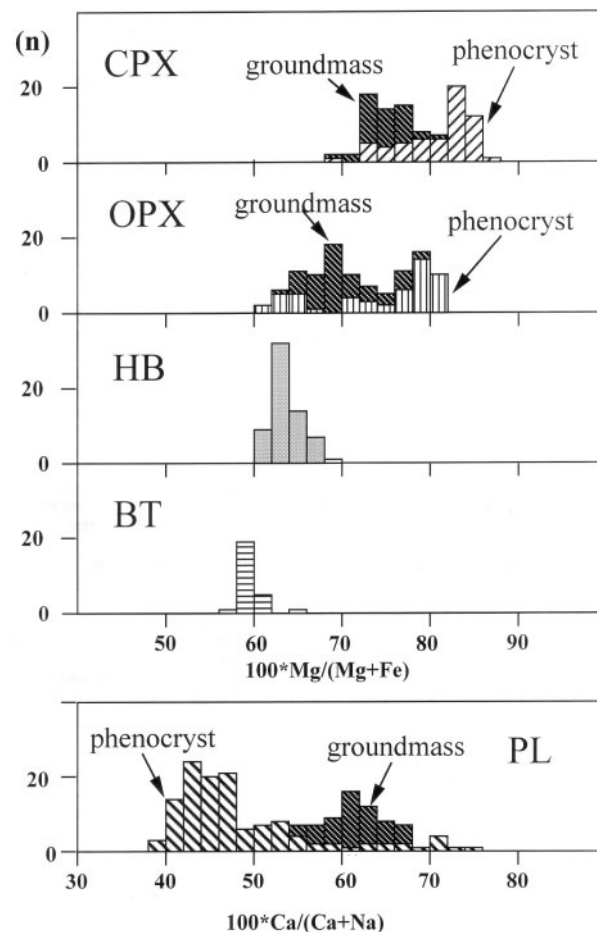 (n)
CPX
groundmass
phenocryst
20
0
OPX
groundmass
phenocryst
20
0
HB
20
0
BT
20
0
50 60 70 80 90
100*Mg/(Mg+Fe)
phenocryst
groundmass
PL
20
0
30 40 50 60 70 80
100*Ca/(Ca+Na)